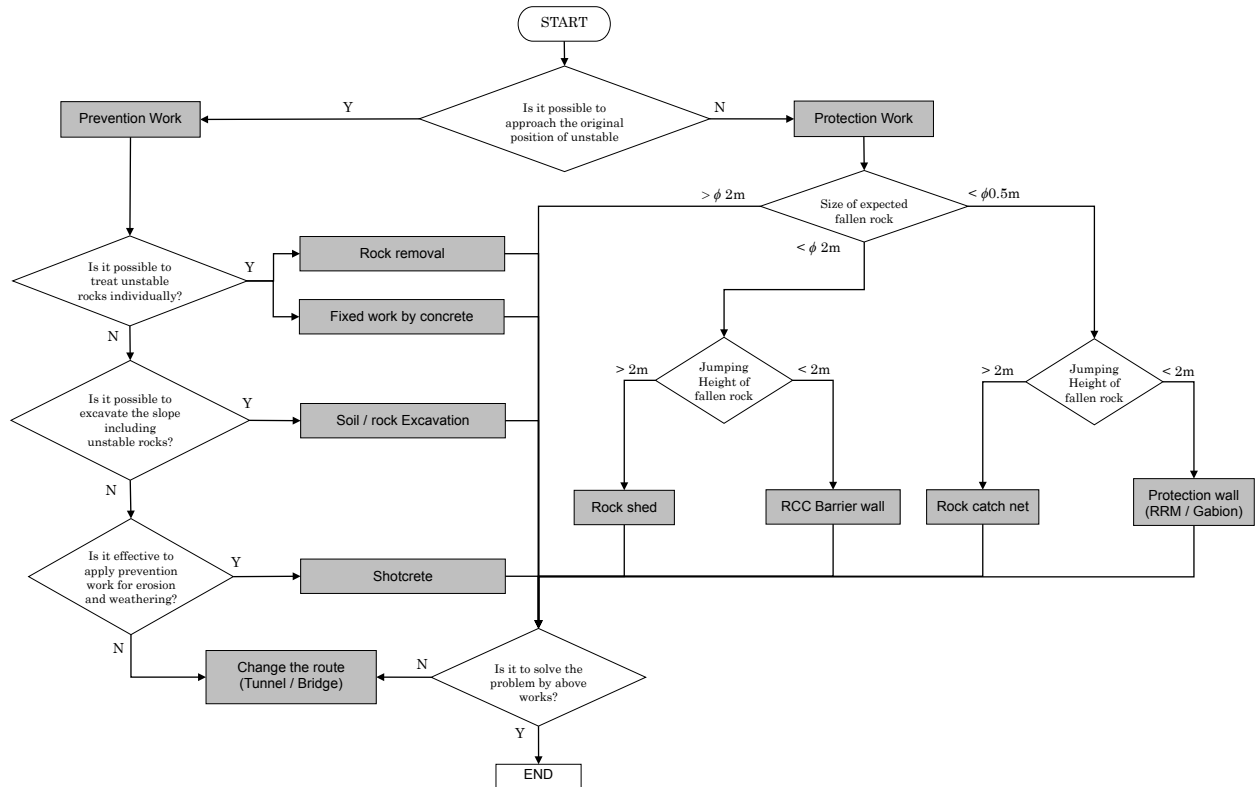 START
Is it possible to
approach the original
position of unstable
Y
N
Prevention Work
Protection Work
> ϕ 2m
Size of expected
fallen rock
< ϕ0.5m
< ϕ 2m
Is it possible to
treat unstable
rocks individually?
Y
Rock removal
Fixed work by concrete
N
Is it possible to
excavate the slope
including
unstable rocks?
Y
Soil / rock Excavation
N
> 2m
Jumping
Height of
fallen rock
< 2m
> 2m
Jumping
Height of
fallen rock
< 2m
Rock shed
RCC Barrier wall
Rock catch net
Protection wall
(RRM / Gabion)
Is it effective to
apply prevention
work for erosion
and weathering?
Y
Shotcrete
N
Change the route
(Tunnel / Bridge)
N
Is it to solve the
problem by above
works?
Y
END